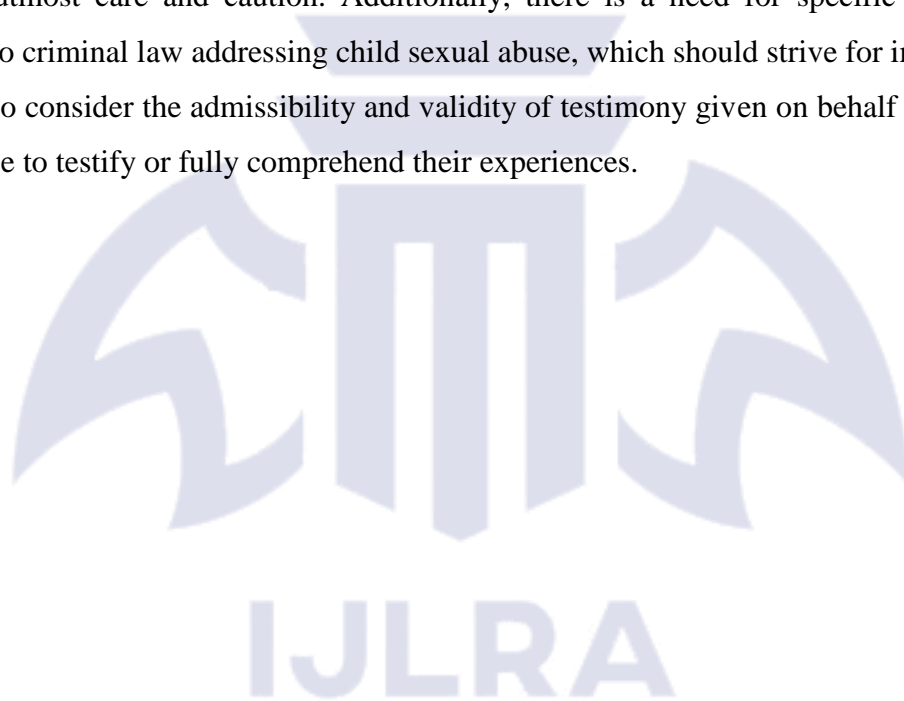 utmost care and caution. Additionally, there is a need for specific
o criminal law addressing child sexual abuse, which should strive for
o consider the admissibility and validity of testimony given on behalf
e to testify or fully comprehend their experiences.
IJLRA